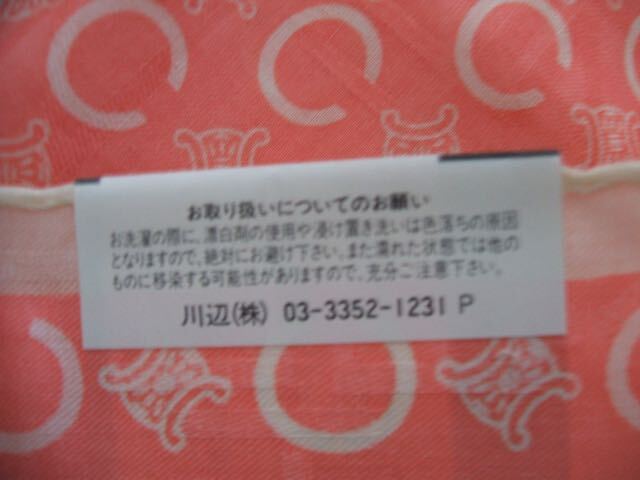 お取り扱いについてのお願い
お洗濯の際に、漂白剤の使用や浸け置き洗いは色落ちの原因
となりますので、絶対にお避け下さい。また濡れた状態では他の
ものに移染する可能性がありますので、充分ご注意下さい。
川辺(株) 03-3352-1231 P